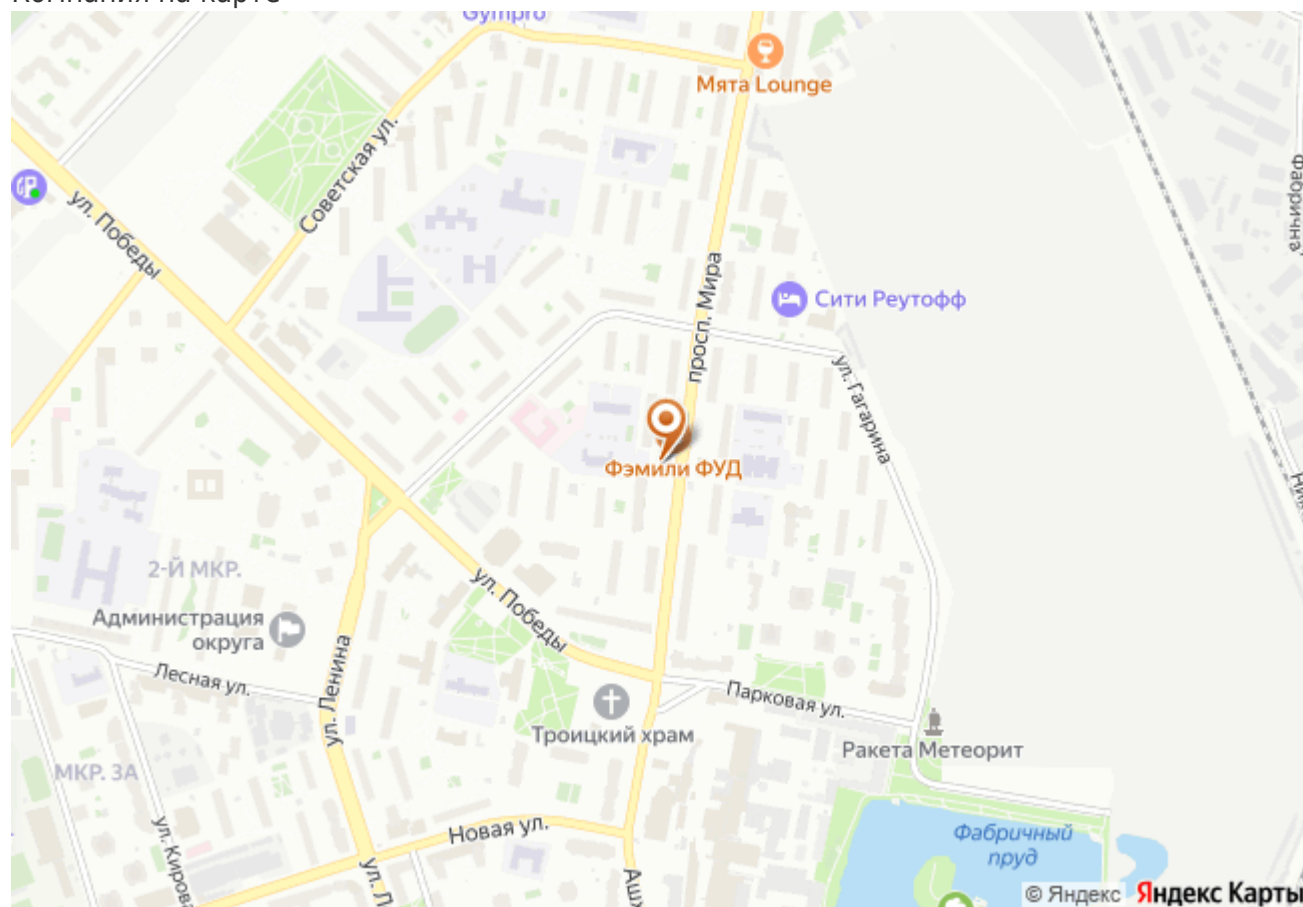 Gympro
Мята Lounge
Советская ул.
ул. Победы
просп. Мира
Сити Реутофф
ул. Гагарина
Фэмили ФУД
2-Й МКР.
ул. Победы
Администрация
округа
ул. Ленина
Лесная ул.
Парковая ул.
Троицкий храм
Ракета Метеорит
МКР. 3А
ул. Кирова
Новая ул.
Фабричный
пруд
© Яндекс Яндекс Карты